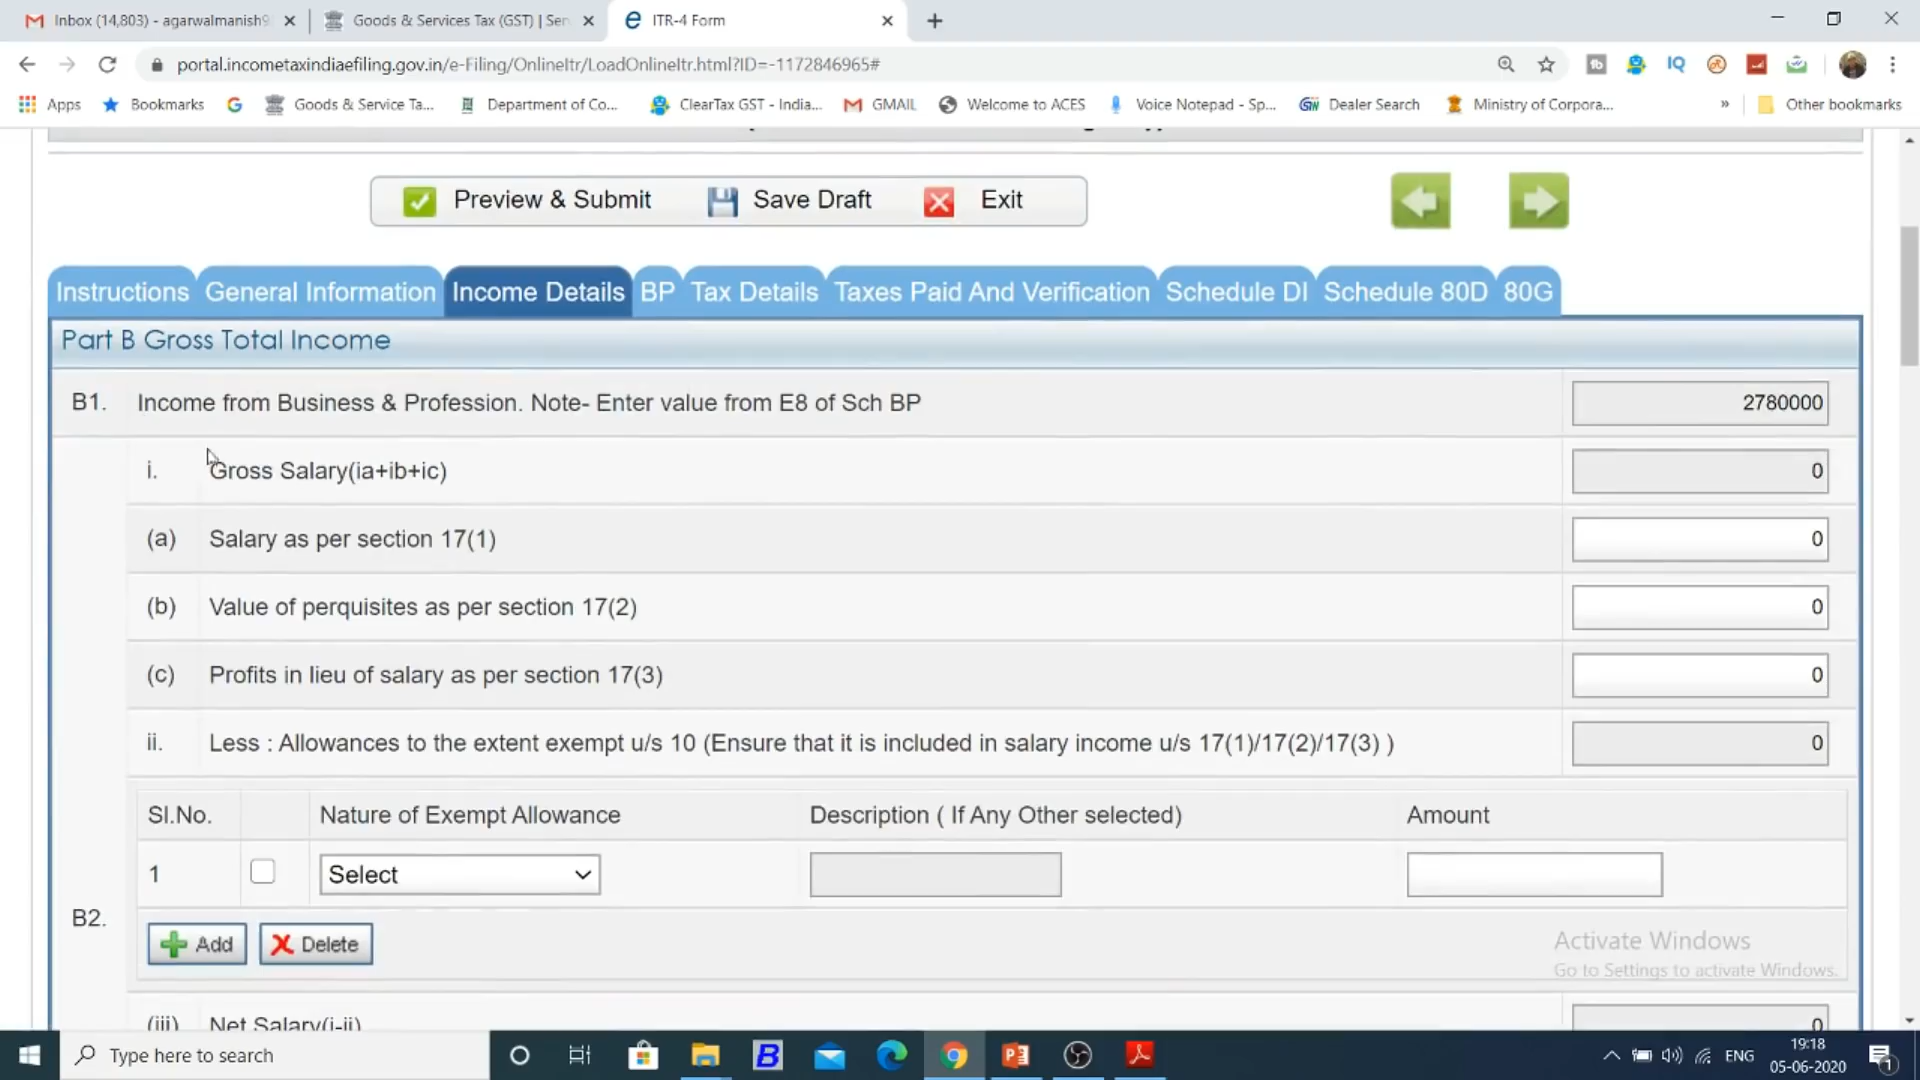 Inbox (14,803) - agarwalmanish9
Goods & Services Tax (GST) | Ser
ITR-4 Form
portal.incometaxindiaefiling.gov.in/e-Filing/OnlineItr/LoadOnlineItr.html?ID=-1172846965#
Apps
Bookmarks
Goods & Service Ta...
Department of Co...
ClearTax GST - India...
GMAIL
Welcome to ACES
Voice Notepad - Sp...
Dealer Search
Ministry of Corpora...
»
Other bookmarks
Preview & Submit
Save Draft
Exit
Instructions
General Information
Income Details
BP
Tax Details
Taxes Paid And Verification
Schedule DI
Schedule 80D
80G
Part B Gross Total Income
B1. Income from Business & Profession. Note- Enter value from E8 of Sch BP 2780000
i. Gross Salary(ia+ib+ic) 0
(a) Salary as per section 17(1) 0
(b) Value of perquisites as per section 17(2) 0
(c) Profits in lieu of salary as per section 17(3) 0
ii. Less : Allowances to the extent exempt u/s 10 (Ensure that it is included in salary income u/s 17(1)/17(2)/17(3) ) 0
Sl.No. Nature of Exempt Allowance Description ( If Any Other selected) Amount
1 Select
B2.
Add
Delete
Activate Windows
Go to Settings to activate Windows.
(iii) Net Salary(i-ii) 0
Type here to search
ENG
19:18
05-06-2020
1